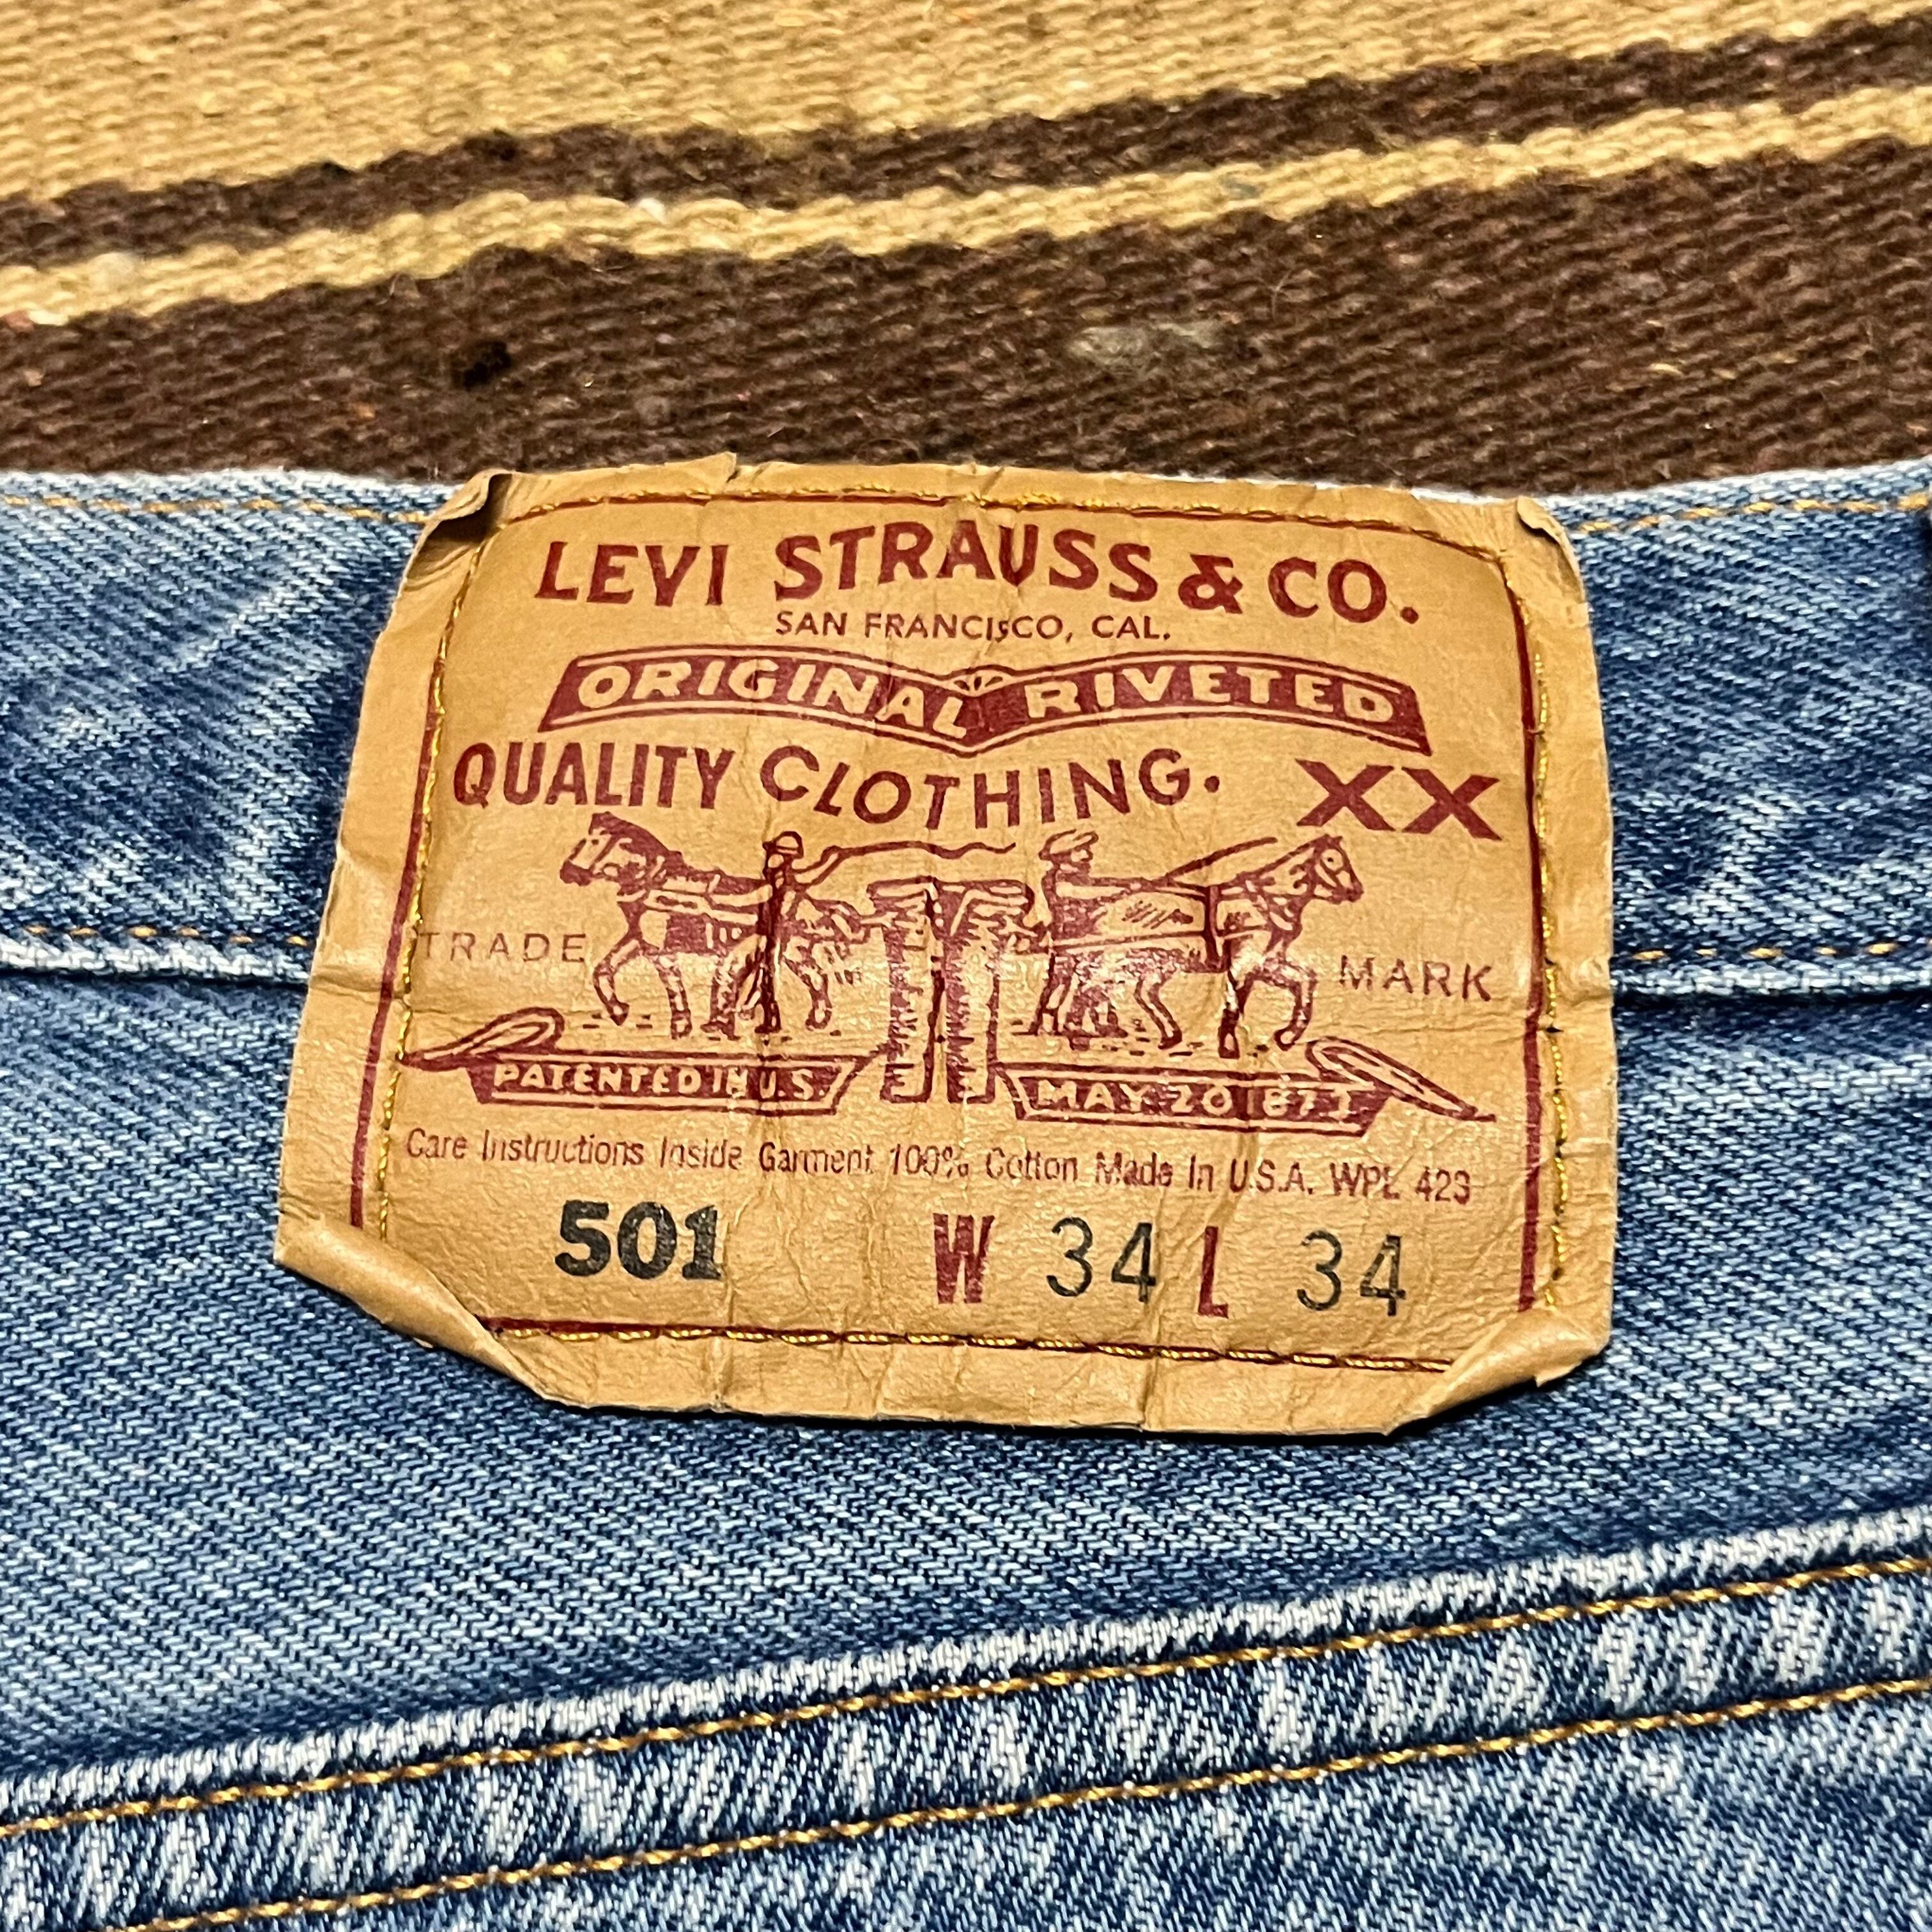 LEVI STRAUSS & CO.
SAN FRANCISCO, CAL.
ORIGINAL RIVETED
QUALITY CLOTHING. XX
TRADE MARK
PATENTED IN U.S. MAY 20 1873
Care Instructions Inside Garment 100% Cotton Made In U.S.A. WPL 423
501 W 34 L 34